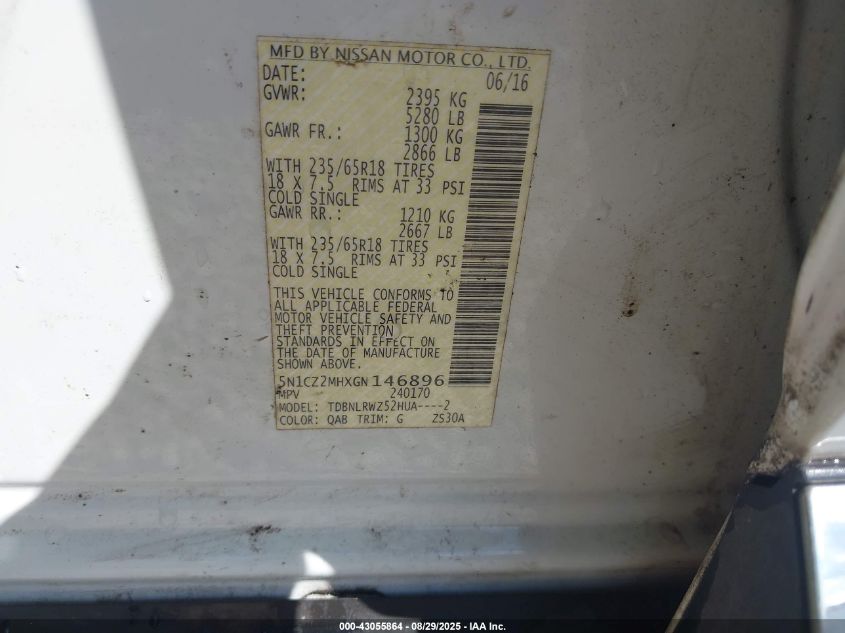 MFD BY NISSAN MOTOR CO., LTD.
DATE: 06/16
GVWR: 2395 KG
5280 LB
GAWR FR.: 1300 KG
2866 LB
WITH 235/65R18 TIRES
18 X 7.5 RIMS AT 33 PSI
COLD SINGLE
GAWR RR.: 1210 KG
2667 LB
WITH 235/65R18 TIRES
18 X 7.5 RIMS AT 33 PSI
COLD SINGLE
THIS VEHICLE CONFORMS TO
ALL APPLICABLE FEDERAL
MOTOR VEHICLE SAFETY AND
THEFT PREVENTION
STANDARDS IN EFFECT ON
THE DATE OF MANUFACTURE
SHOWN ABOVE.
5N1CZ2MHXGN146896
MPV 240170
MODEL: TDBNLRWZ52HUA----2
COLOR: QAB TRIM: G ZS30A
000-43055864 - 08/29/2025 - IAA Inc.